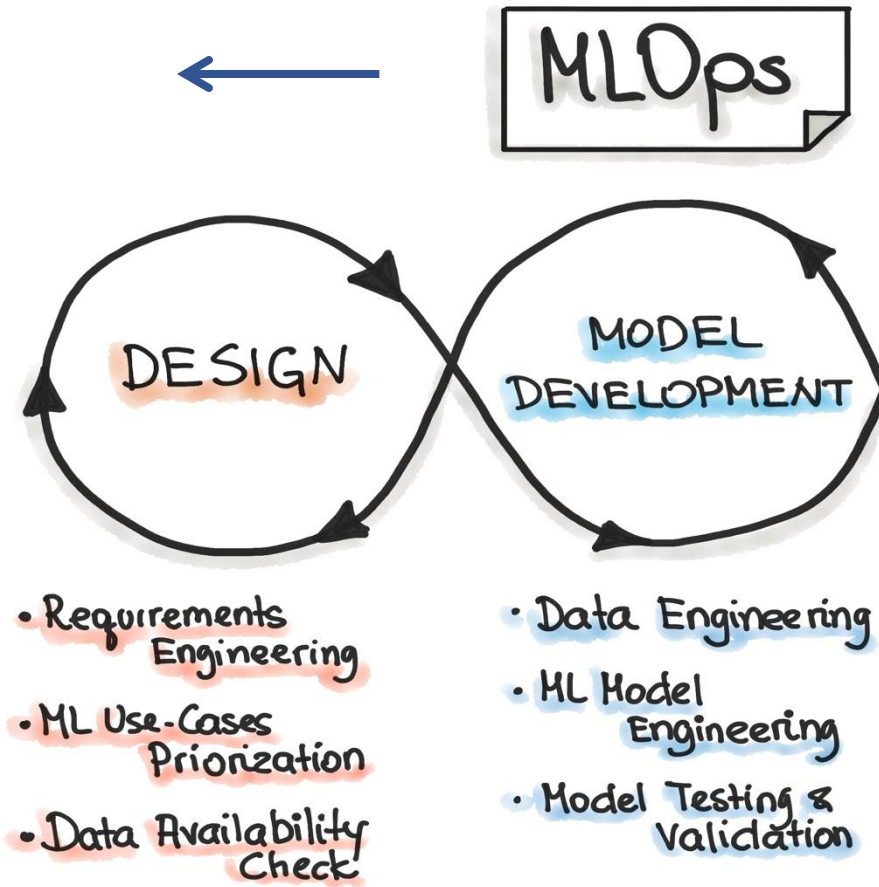 MLOps
DESIGN
MODEL
DEVELOPMENT
• Requirements
Engineering
• ML Use-Cases
Priorization
• Data Availability
Check
• Data Engineering
• ML Model
Engineering
• Model Testing &
Validation